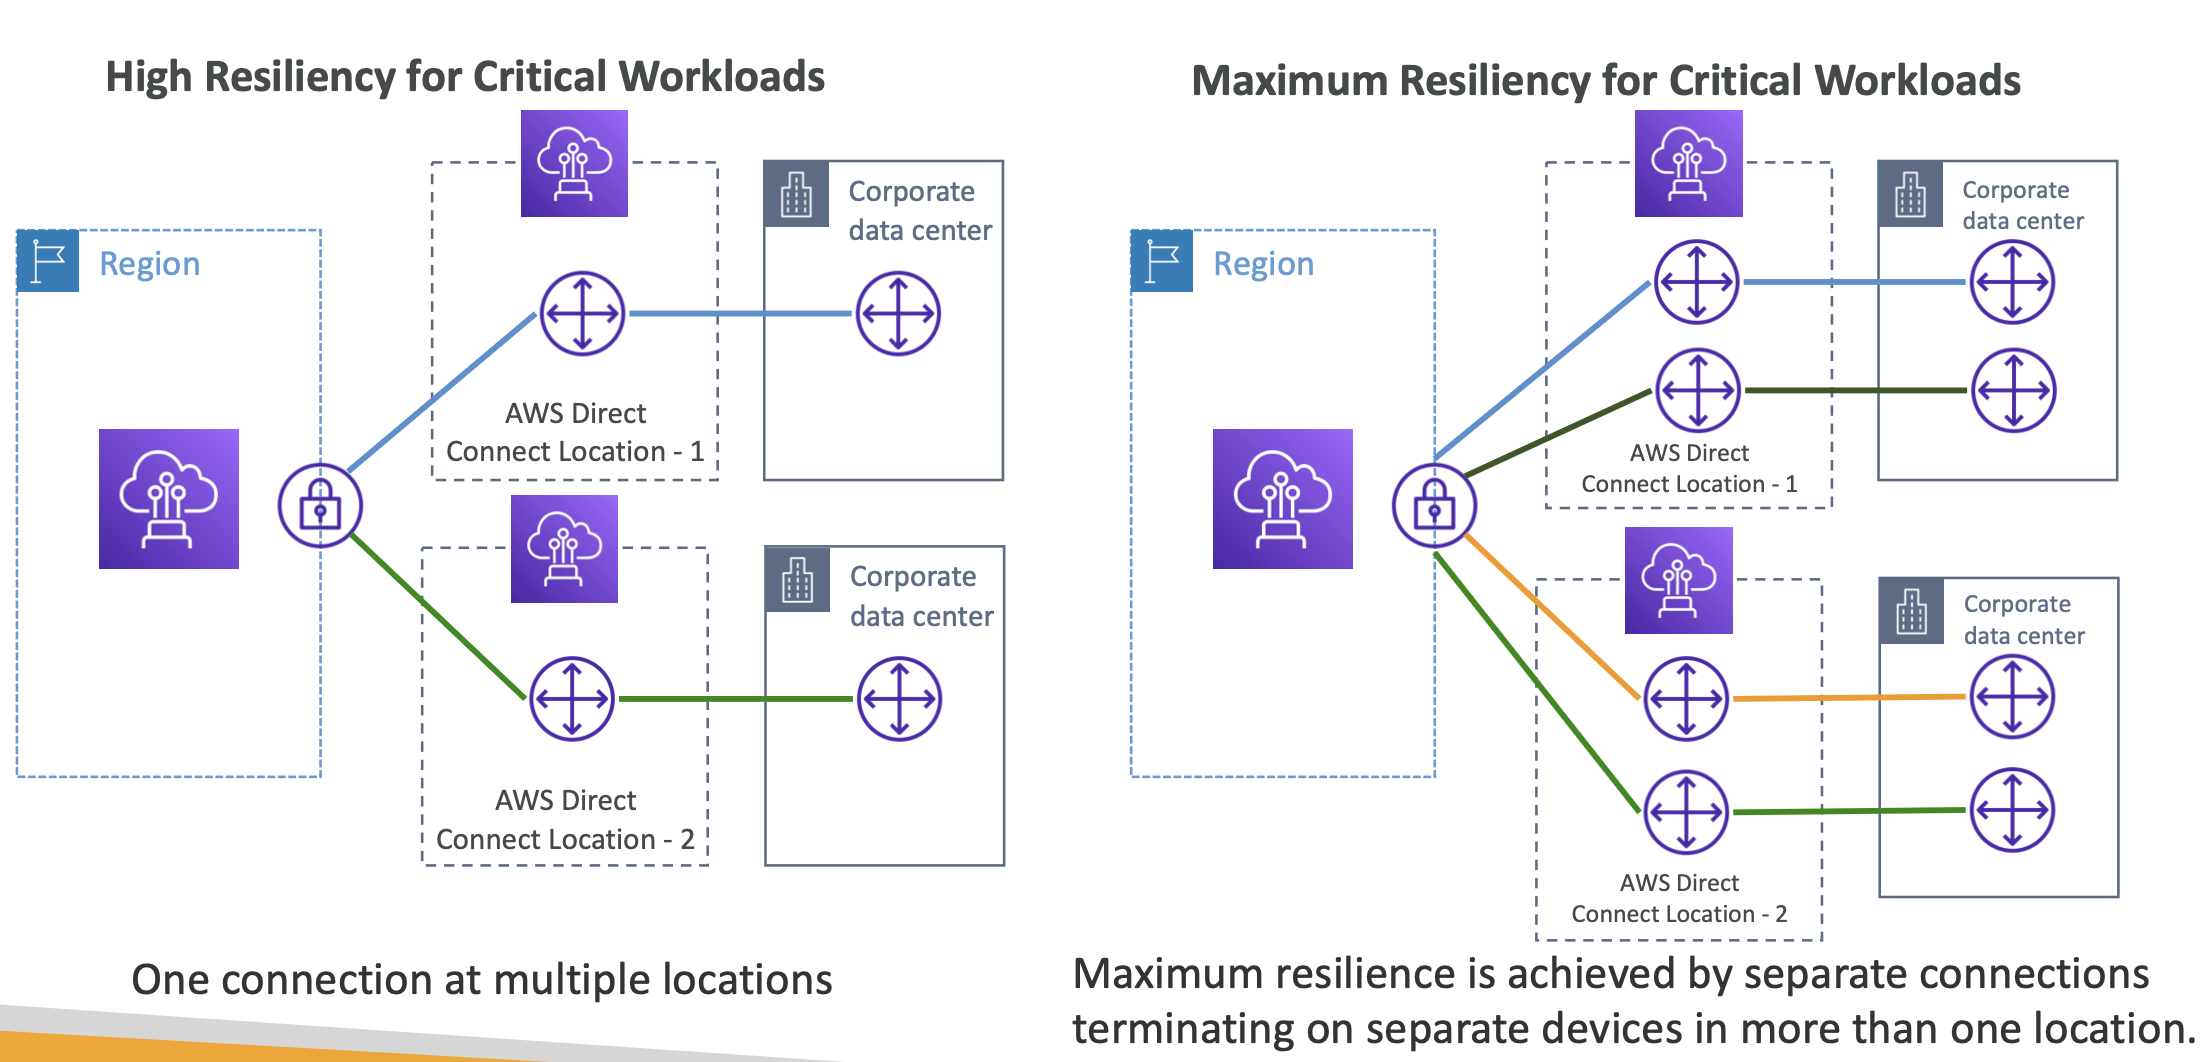 High Resiliency for Critical Workloads
Region
Corporate
data center
AWS Direct
Connect Location - 1
Corporate
data center
AWS Direct
Connect Location - 2
One connection at multiple locations
Maximum Resiliency for Critical Workloads
Region
Corporate
data center
AWS Direct
Connect Location - 1
Corporate
data center
AWS Direct
Connect Location - 2
Maximum resilience is achieved by separate connections
terminating on separate devices in more than one location.